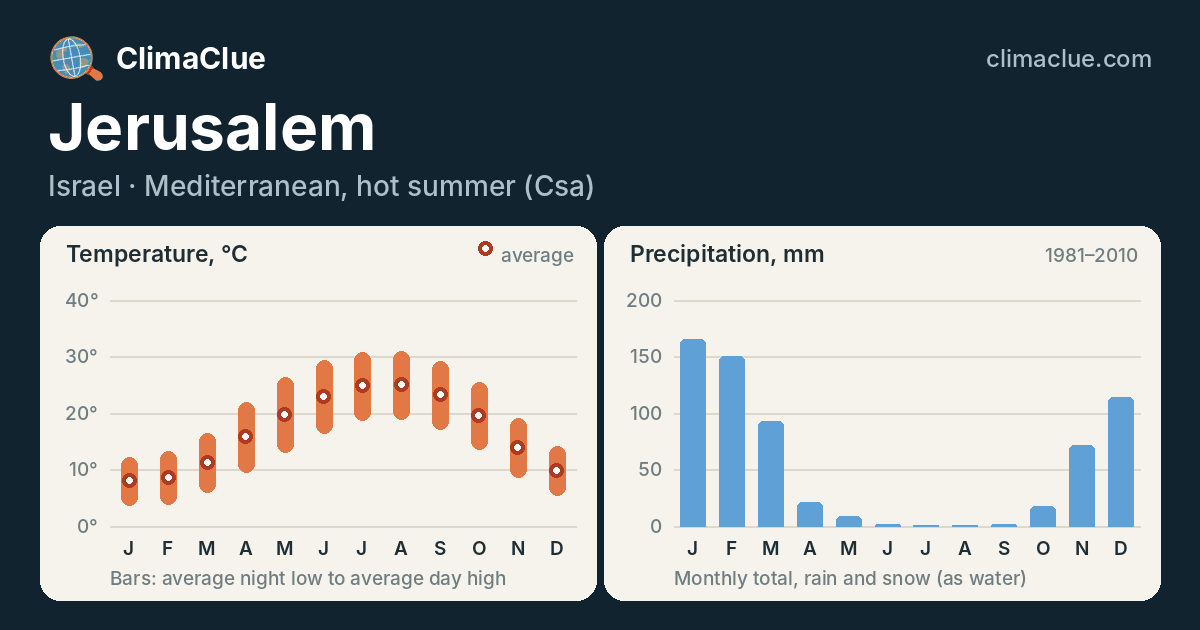 ClimaClue
climaclue.com
Jerusalem
Israel · Mediterranean, hot summer (Csa)
Temperature, °C
average
40°
30°
20°
10°
0°
J F M A M J J A S O N D
Bars: average night low to average day high
Precipitation, mm
1981–2010
200
150
100
50
0
J F M A M J J A S O N D
Monthly total, rain and snow (as water)